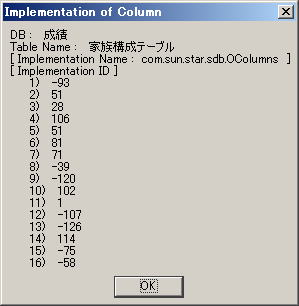 Implementation of Column
DB： 成績
Table Name： 家族構成テーブル
[ Implementation Name： com.sun.star.sdb.OColumns ]
[ Implementation ID ]
1) -93
2) 51
3) 28
4) 106
5) 51
6) 81
7) 71
8) -39
9) -120
10) 102
11) 1
12) -107
13) -126
14) 114
15) -75
16) -58
OK